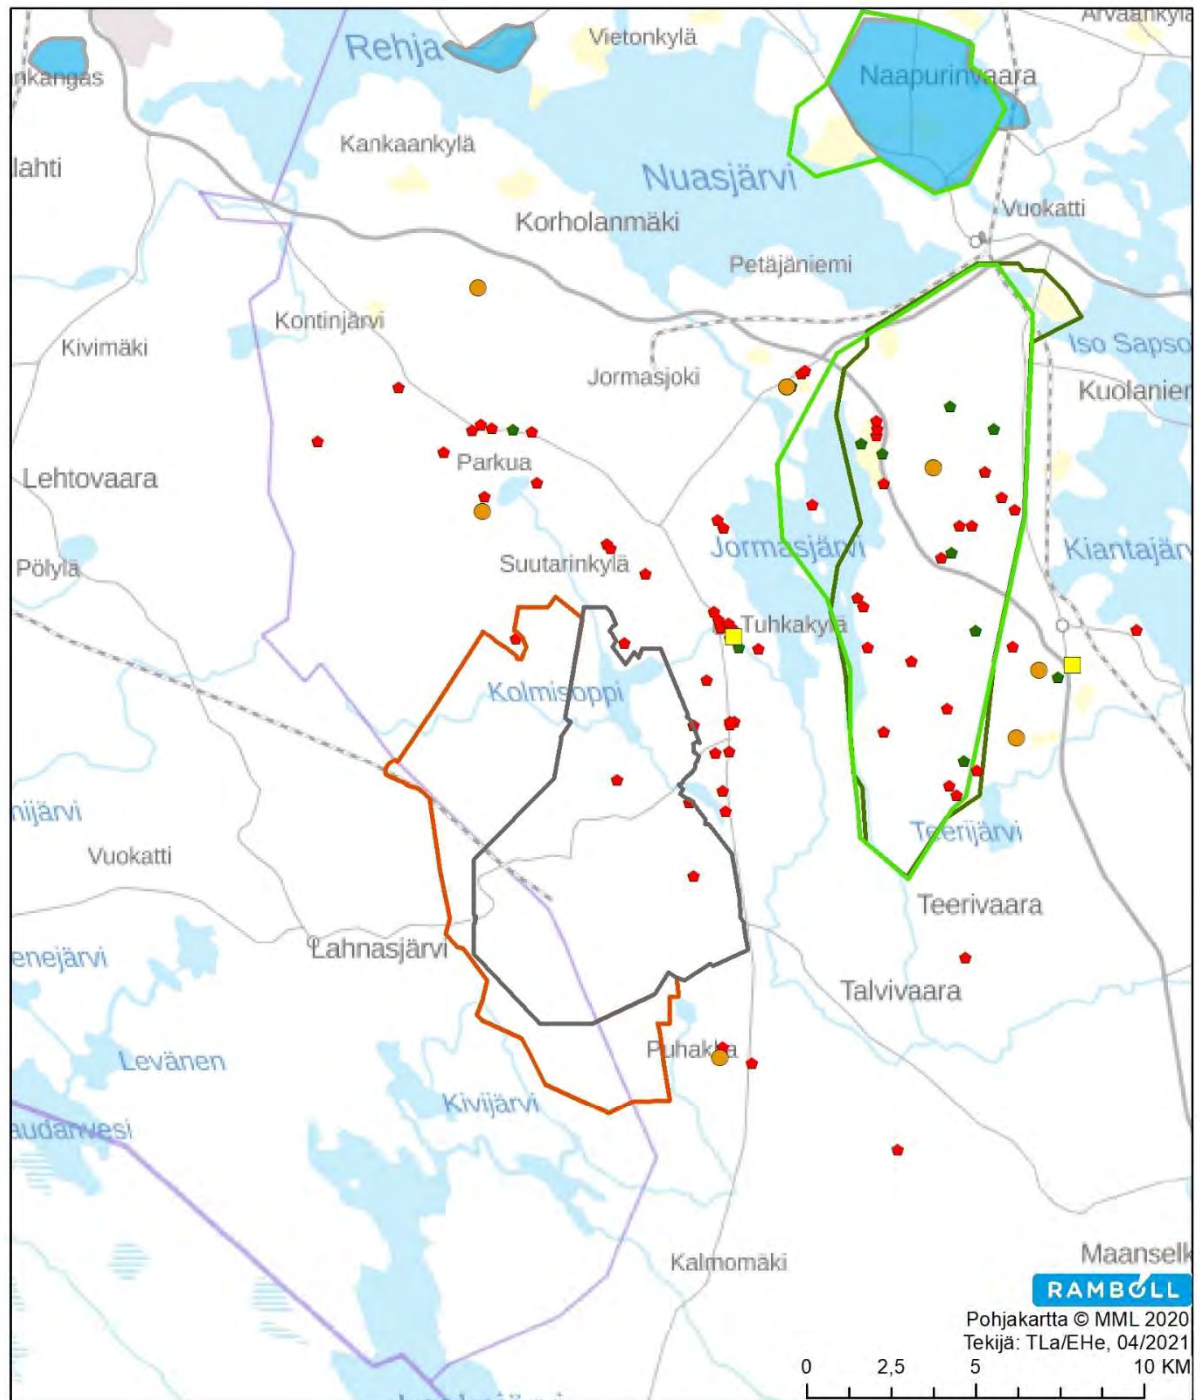 Arvaankylä
Vietonkylä
Rehja
nkangas
Naapurinvaara
Kankaankylä
lahti
Nuasjärvi
Vuokatti
Korholanmäki
Petäjäniemi
Kontinjärvi
Iso Sapso
Kivimäki
Jormasjoki
Kuolanier
Parkua
Lehtovaara
Jormasjärvi
Kiantajärv
Suutarinkylä
Pölylä
Tuhkakylä
Kolmisoppi
nijärvi
Teerijärvi
Vuokatti
Teerivaara
Lahnasjärvi
enejärvi
Talvivaara
Puhakka
Levänen
Kivijärvi
audanvesi
Maanselk
Kalmomäki
RAMBOLL
Pohjakartta © MML 2020
Tekijä: TLa/EHe, 04/2021
0 2,5 5 10 KM